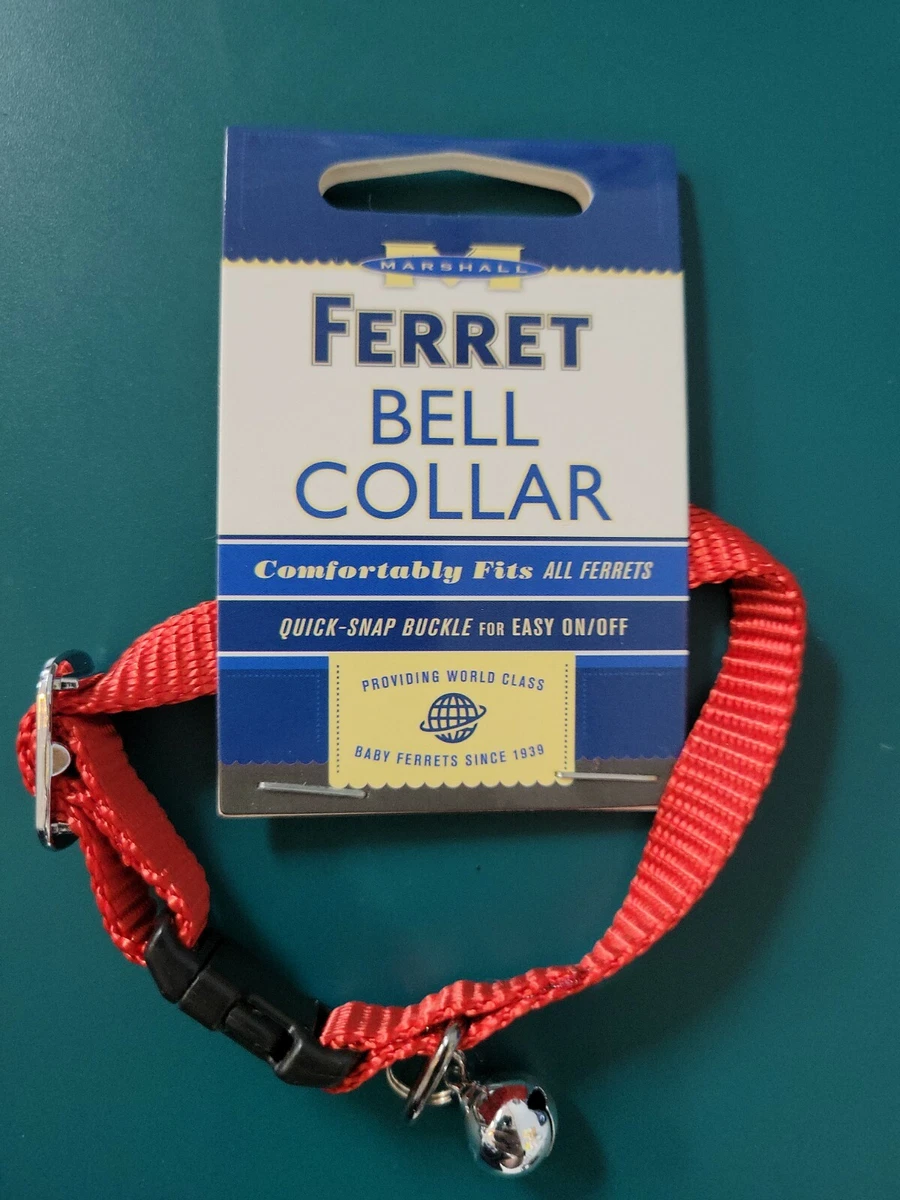 M
MARSHALL
FERRET
BELL
COLLAR
Comfortably Fits ALL FERRETS
QUICK-SNAP BUCKLE FOR EASY ON/OFF
PROVIDING WORLD CLASS
BABY FERRETS SINCE 1939